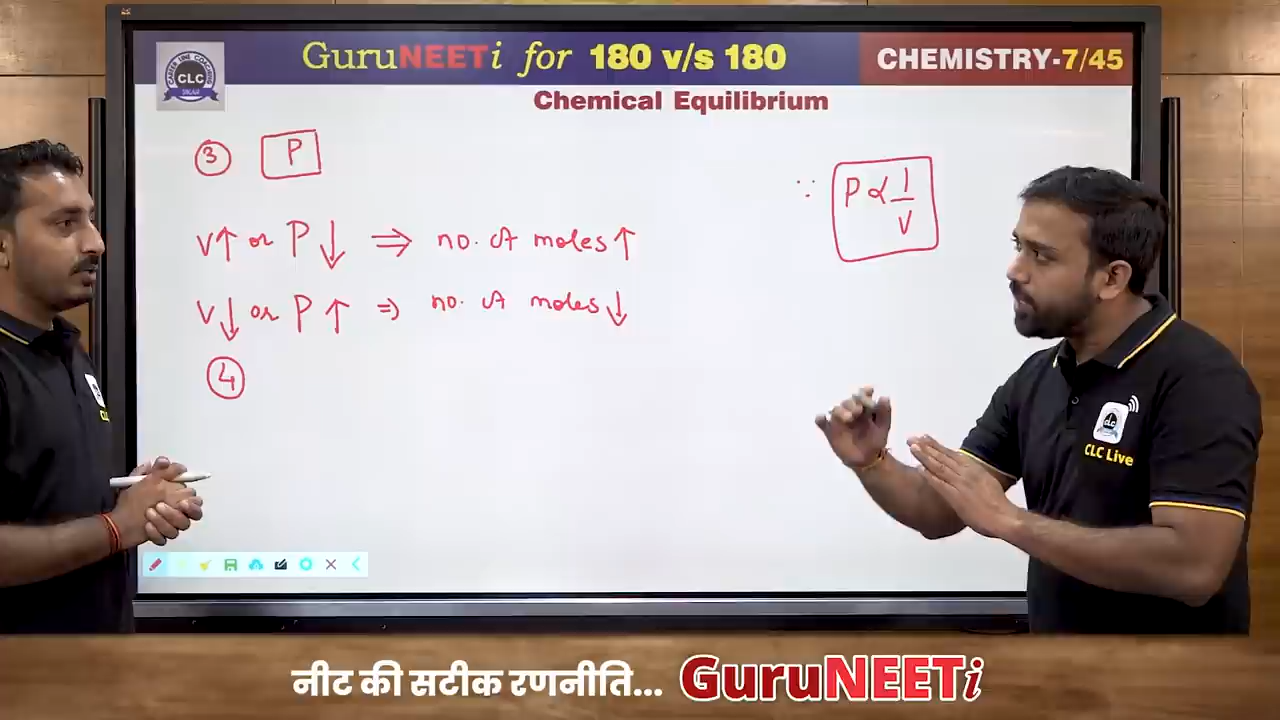 GuruNEETi for 180 v/s 180
CHEMISTRY-7/45
CLC
Chemical Equilibrium
③ P
∵ P ∝ 1/V
V↑ or P↓ ⇒ no. of moles↑
V↓ or P↑ ⇒ no. of moles↓
④
CLC Live
नीट की सटीक रणनीति... GuruNEETi